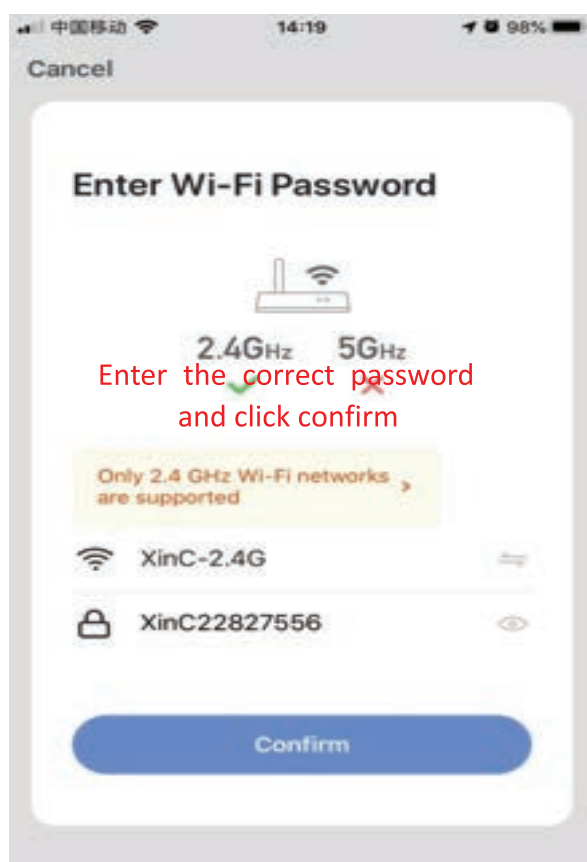 中国移动 14:19 98%
Cancel
Enter Wi-Fi Password
2.4GHz 5GHz
Enter the correct password
and click confirm
Only 2.4 GHz Wi-Fi networks
are supported
XinC-2.4G
XinC22827556
Confirm